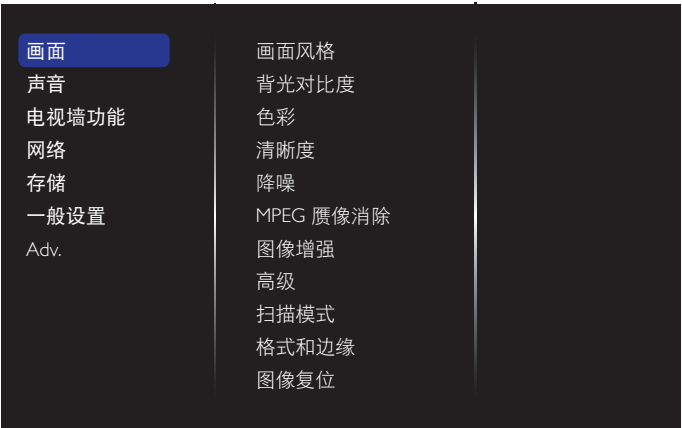 画面
声音
电视墙功能
网络
存储
一般设置
Adv.
画面风格
背光对比度
色彩
清晰度
降噪
MPEG 赝像消除
图像增强
高级
扫描模式
格式和边缘
图像复位